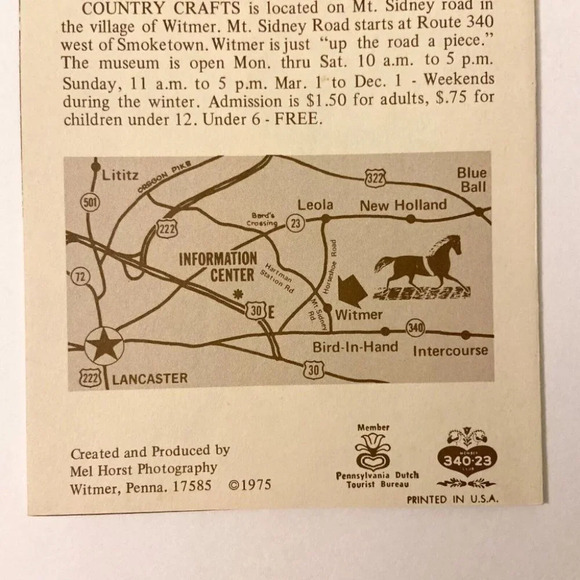 COUNTRY CRAFTS is located on Mt. Sidney road in
the village of Witmer. Mt. Sidney Road starts at Route 340
west of Smoketown. Witmer is just "up the road a piece."
The museum is open Mon. thru Sat. 10 a.m. to 5 p.m.
Sunday, 11 a.m. to 5 p.m. Mar. 1 to Dec. 1 - Weekends
during the winter. Admission is $1.50 for adults, $.75 for
children under 12. Under 6 - FREE.
Lititz
OREGON PIKE
322
Blue
Ball
501
Leola
New Holland
222
Bard's
Crossing
23
INFORMATION
CENTER
Hartman
Station Rd
Horseshoe Road
72
30 E
Mt Sidney
Rd.
Witmer
340
Bird-In-Hand
Intercourse
30
222
LANCASTER
Created and Produced by
Mel Horst Photography
Witmer, Penna. 17585 ©1975
Member
Pennsylvania Dutch
Tourist Bureau
MEMBER
340-23
CLUB
PRINTED IN U.S.A.